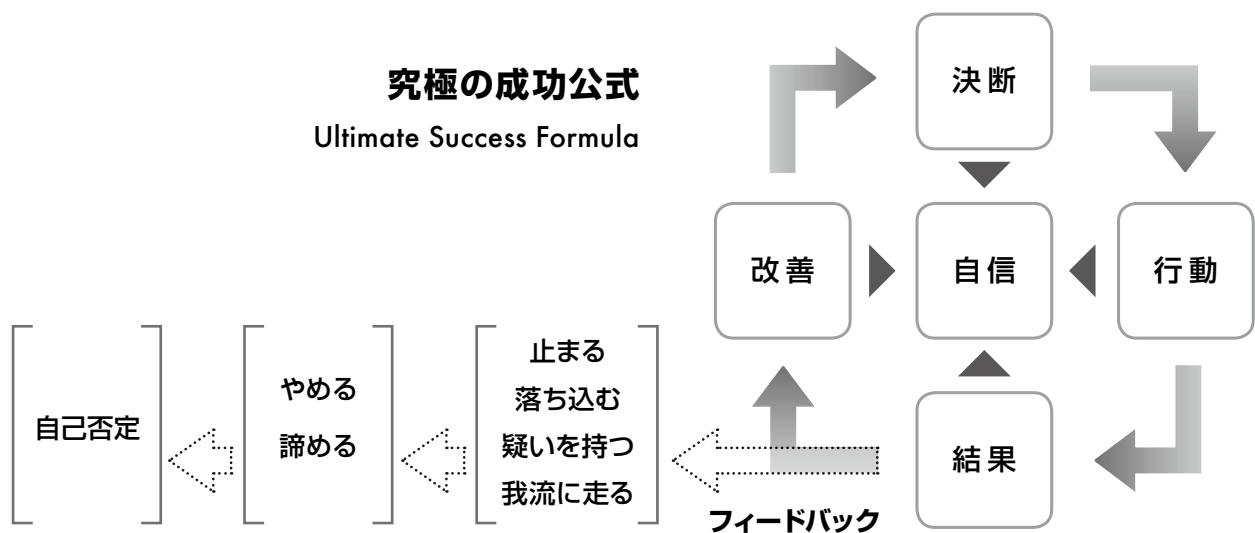 究極の成功公式
Ultimate Success Formula
決断
改善
自信
行動
結果
フィードバック
止まる
落ち込む
疑いを持つ
我流に走る
やめる
諦める
自己否定